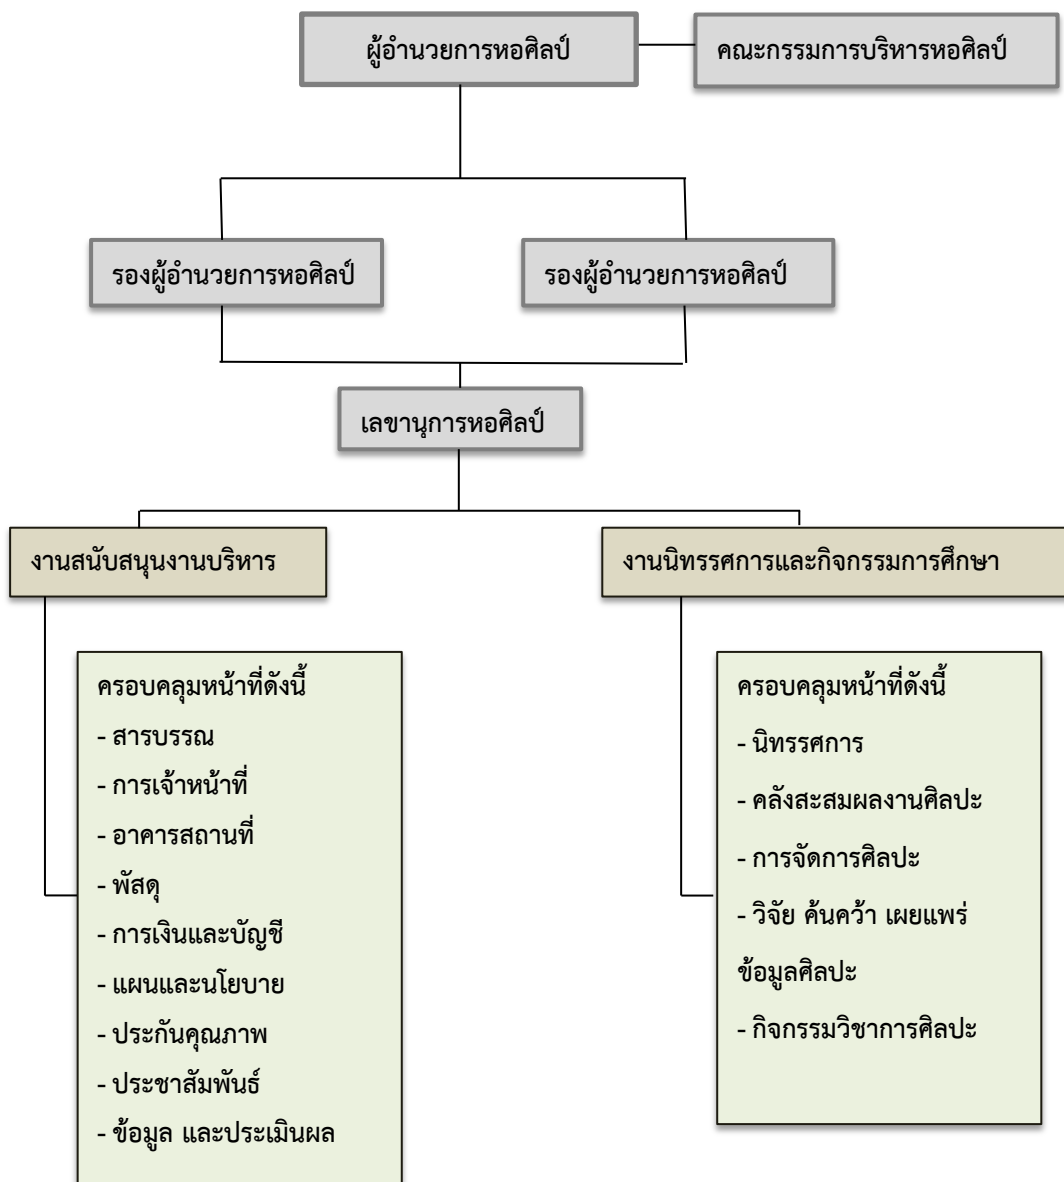 ผู้อำนวยการหอศิลป์
คณะกรรมการบริหารหอศิลป์
รองผู้อำนวยการหอศิลป์
รองผู้อำนวยการหอศิลป์
เลขานุการหอศิลป์
งานสนับสนุนงานบริหาร
งานนิทรรศการและกิจกรรมการศึกษา
ครอบคลุมหน้าที่ดังนี้
- สารบรรณ
- การเจ้าหน้าที่
- อาคารสถานที่
- พัสดุ
- การเงินและบัญชี
- แผนและนโยบาย
- ประกันคุณภาพ
- ประชาสัมพันธ์
- ข้อมูล และประเมินผล
ครอบคลุมหน้าที่ดังนี้
- นิทรรศการ
- คลังสะสมผลงานศิลปะ
- การจัดการศิลปะ
- วิจัย ค้นคว้า เผยแพร่
ข้อมูลศิลปะ
- กิจกรรมวิชาการศิลปะ